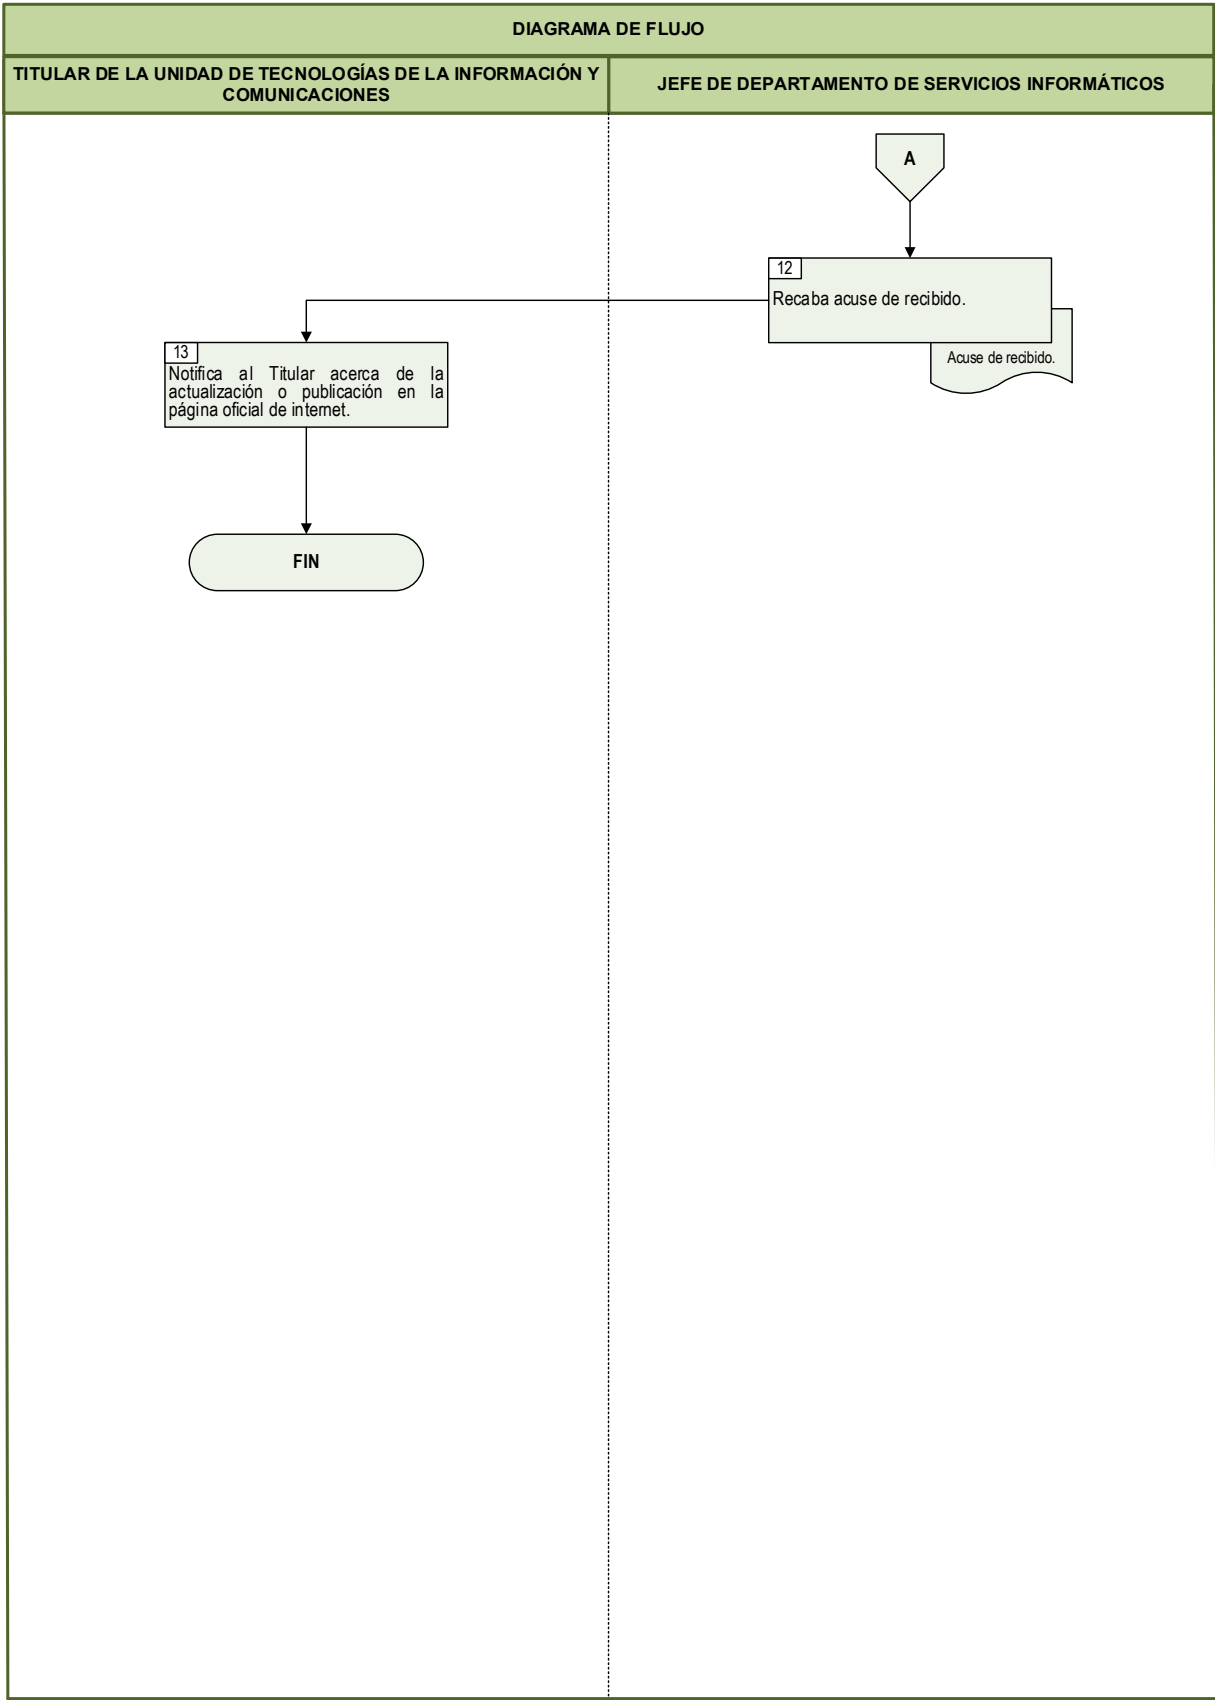 DIAGRAMA DE FLUJO
TITULAR DE LA UNIDAD DE TECNOLOGÍAS DE LA INFORMACIÓN Y
COMUNICACIONES
JEFE DE DEPARTAMENTO DE SERVICIOS INFORMÁTICOS
A
12
Recaba acuse de recibido.
Acuse de recibido.
13
Notifica al Titular acerca de la
actualización o publicación en la
página oficial de internet.
FIN